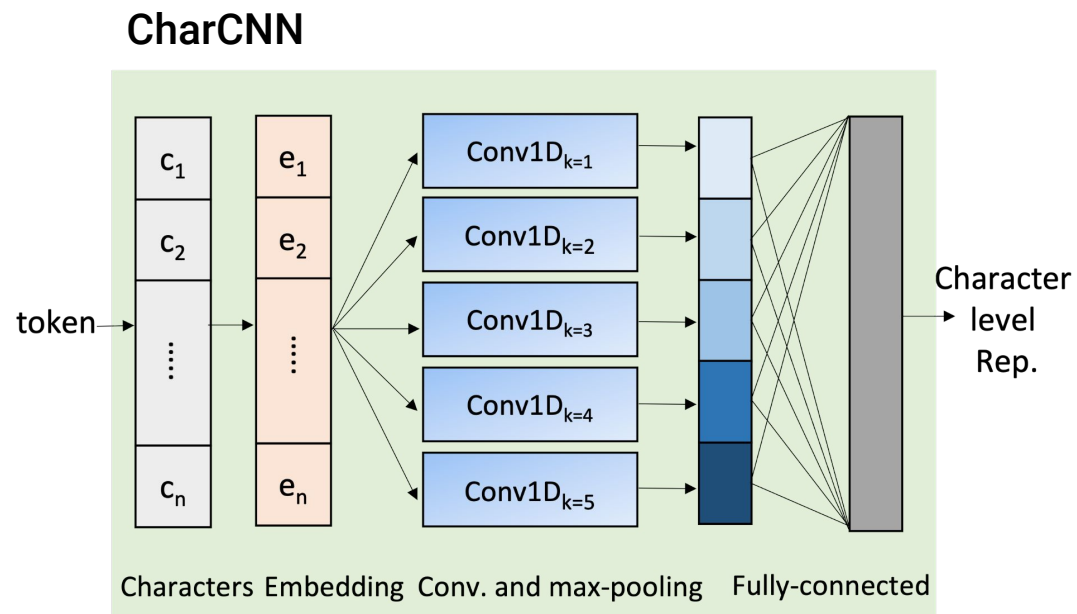 CharCNN
token
c1
c2
.....
cn
e1
e2
.....
en
Conv1Dk=1
Conv1Dk=2
Conv1Dk=3
Conv1Dk=4
Conv1Dk=5
Character
level
Rep.
Characters Embedding Conv. and max-pooling Fully-connected